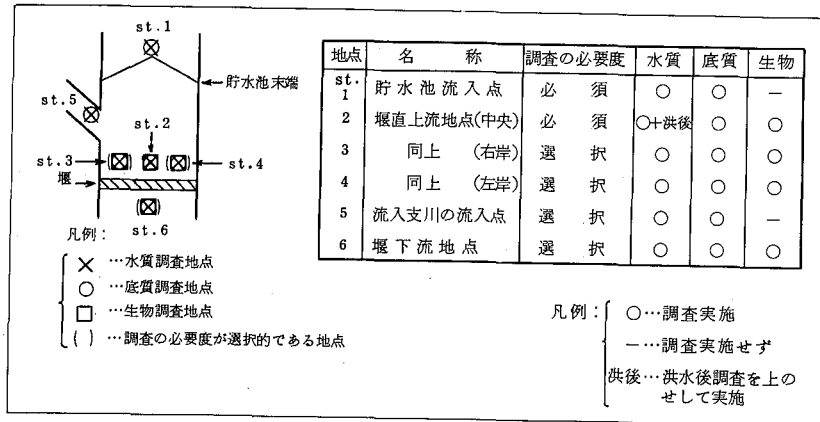 st.1
貯水池末端
st.5
st.2
st.3
st.4
堰
st.6
凡例：
× …水質調査地点
○ …底質調査地点
□ …生物調査地点
( ) …調査の必要度が選択的である地点
地点 名 称 調査の必要度 水質 底質 生物
st.1 貯水池流入点 必 須 ○ ○ －
2 堰直上流地点(中央) 必 須 ○+洪後 ○ ○
3 同上 (右岸) 選 択 ○ ○ ○
4 同上 (左岸) 選 択 ○ ○ ○
5 流入支川の流入点 選 択 ○ ○ －
6 堰下流地点 選 択 ○ ○ ○
凡例：
○…調査実施
－…調査実施せず
洪後…洪水後調査を上の
せして実施